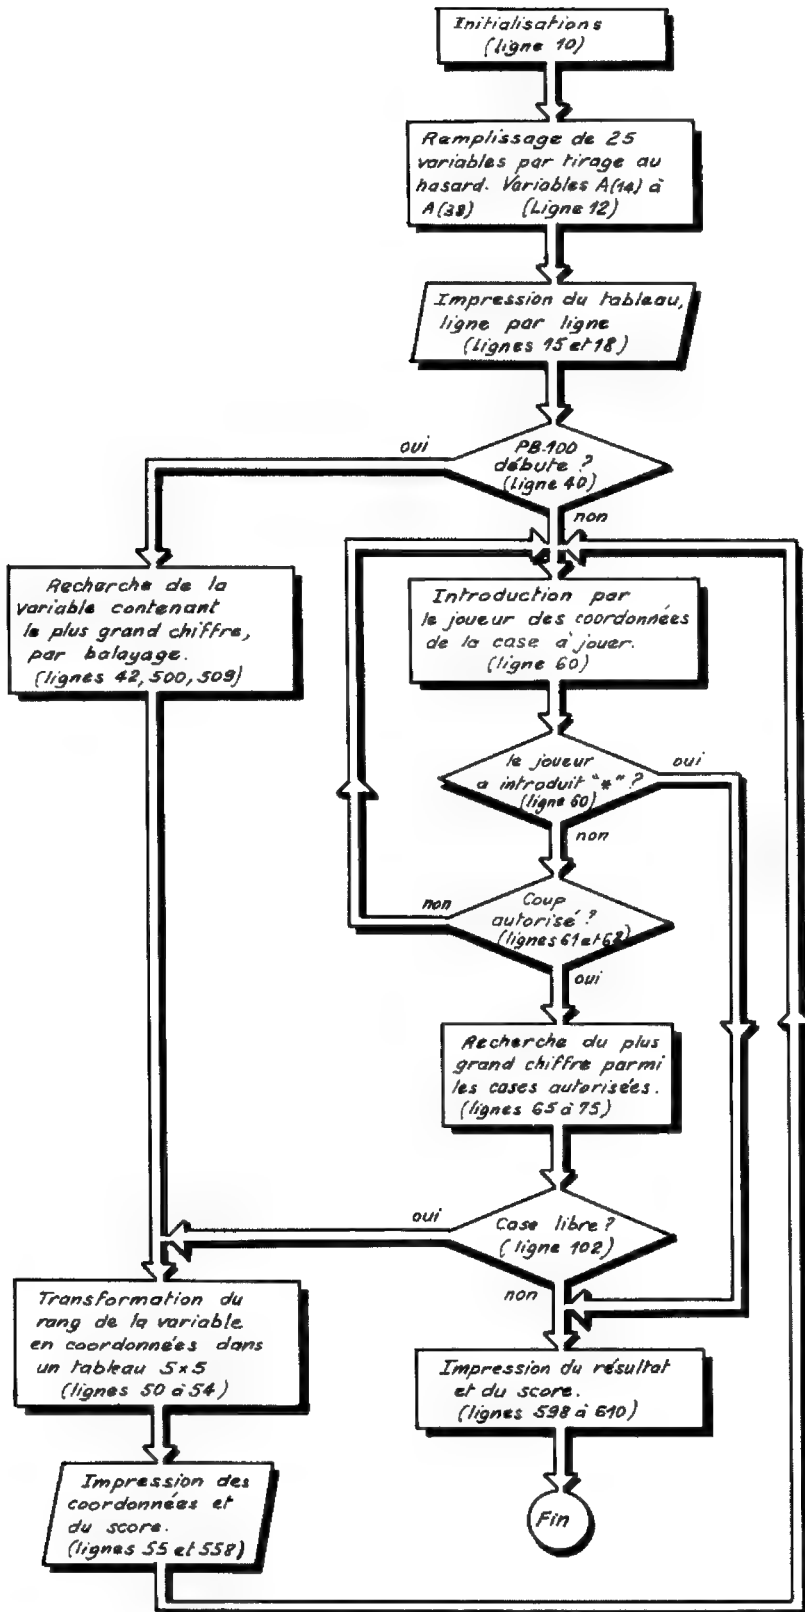 Initialisations
(ligne 10)
Remplissage de 25
variables par tirage au
hasard. Variables A(14) à
A(38) (Ligne 12)
Impression du tableau,
ligne par ligne
(lignes 15 et 18)
PB-100
débute ?
(ligne 40)
oui
non
Recherche de la
variable contenant
le plus grand chiffre,
par balayage.
(lignes 42, 500, 509)
Introduction par
le joueur des coordonnées
de la case à jouer.
(ligne 60)
le joueur
a introduit "*" ?
(ligne 60)
oui
non
Coup
autorisé ?
(lignes 61 et 68)
non
oui
Recherche du plus
grand chiffre parmi
les cases autorisées.
(lignes 65 à 75)
Case libre ?
(ligne 102)
oui
non
Transformation du
rang de la variable
en coordonnées dans
un tableau 5×5
(lignes 50 à 54)
Impression du résultat
et du score.
(lignes 598 à 610)
Impression des
coordonnées et
du score.
(lignes 55 et 558)
Fin